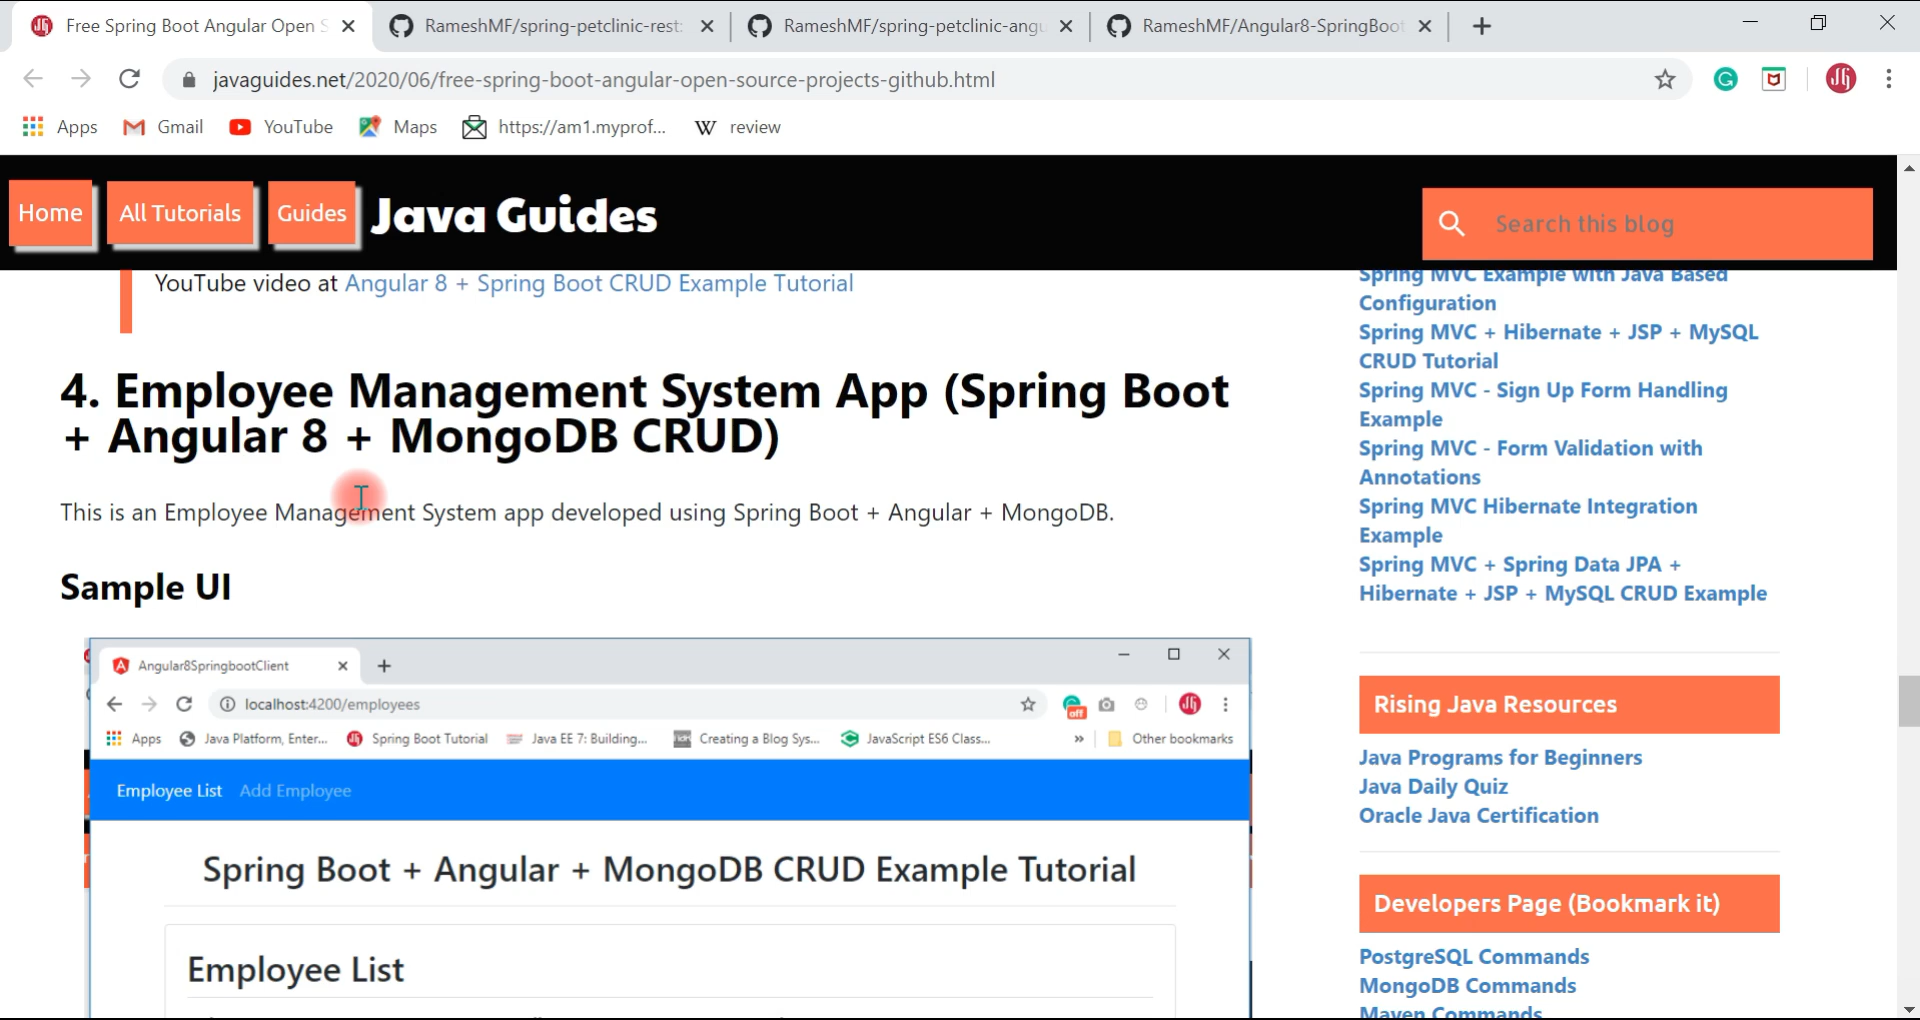 Free Spring Boot Angular Open S
RameshMF/spring-petclinic-rest:
RameshMF/spring-petclinic-angu
RameshMF/Angular8-SpringBoot
javaguides.net/2020/06/free-spring-boot-angular-open-source-projects-github.html
Apps
Gmail
YouTube
Maps
https://am1.myprof...
W review
Home
All Tutorials
Guides
Java Guides
Search this blog
YouTube video at Angular 8 + Spring Boot CRUD Example Tutorial
4. Employee Management System App (Spring Boot
+ Angular 8 + MongoDB CRUD)
This is an Employee Management System app developed using Spring Boot + Angular + MongoDB.
Sample UI
Angular8SpringbootClient
localhost:4200/employees
off
Apps
Java Platform, Enter...
Spring Boot Tutorial
Java EE 7: Building...
Creating a Blog Sys...
JavaScript ES6 Class...
»
Other bookmarks
Employee List Add Employee
Spring Boot + Angular + MongoDB CRUD Example Tutorial
Employee List
Spring MVC Example with Java Based
Configuration
Spring MVC + Hibernate + JSP + MySQL
CRUD Tutorial
Spring MVC - Sign Up Form Handling
Example
Spring MVC - Form Validation with
Annotations
Spring MVC Hibernate Integration
Example
Spring MVC + Spring Data JPA +
Hibernate + JSP + MySQL CRUD Example
Rising Java Resources
Java Programs for Beginners
Java Daily Quiz
Oracle Java Certification
Developers Page (Bookmark it)
PostgreSQL Commands
MongoDB Commands
Maven Commands